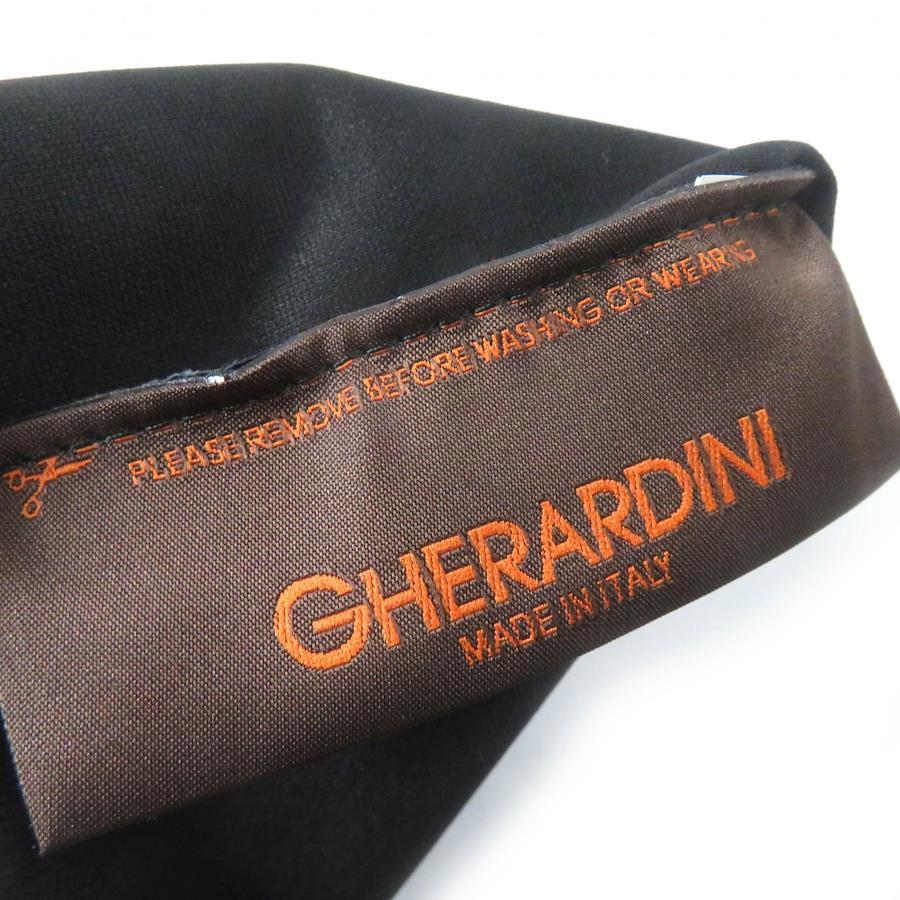 PLEASE REMOVE BEFORE WASHING OR WEARING
GHERARDINI
MADE IN ITALY